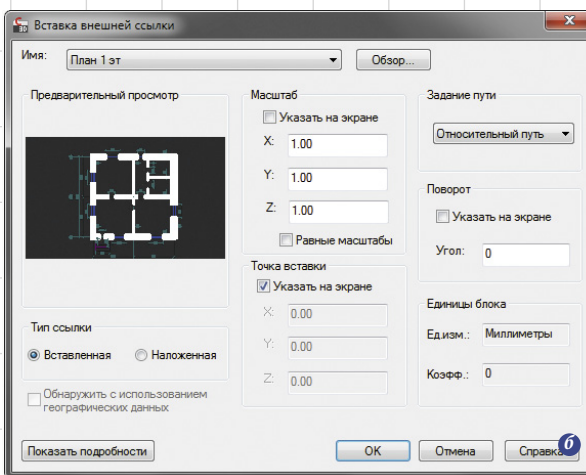 Вставка внешней ссылки
Имя: План 1 эт Обзор...
Предварительный просмотр
Тип ссылки
Вставленная Наложенная
Обнаружить с использованием
географических данных
Масштаб
Указать на экране
X: 1.00
Y: 1.00
Z: 1.00
Равные масштабы
Точка вставки
Указать на экране
X: 0.00
Y: 0.00
Z: 0.00
Задание пути
Относительный путь
Поворот
Указать на экране
Угол: 0
Единицы блока
Ед.изм.: Миллиметры
Коэфф.: 0
Показать подробности OK Отмена Справка
б